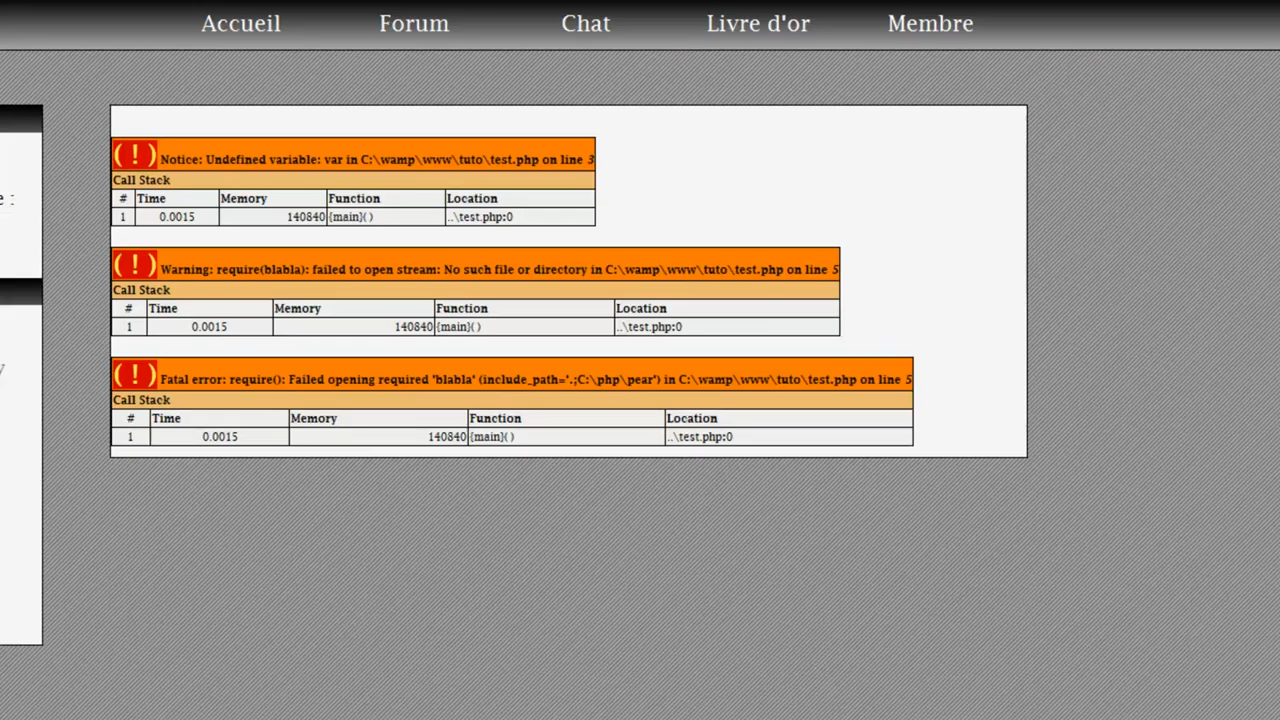 Accueil Forum Chat Livre d'or Membre
e :
y
( ! ) Notice: Undefined variable: var in C:\wamp\www\tuto\test.php on line 3
Call Stack
# Time Memory Function Location
1 0.0015 140840 {main}( ) ..\test.php:0
( ! ) Warning: require(blabla): failed to open stream: No such file or directory in C:\wamp\www\tuto\test.php on line 5
Call Stack
# Time Memory Function Location
1 0.0015 140840 {main}( ) ..\test.php:0
( ! ) Fatal error: require(): Failed opening required 'blabla' (include_path='.;C:\php\pear') in C:\wamp\www\tuto\test.php on line 5
Call Stack
# Time Memory Function Location
1 0.0015 140840 {main}( ) ..\test.php:0